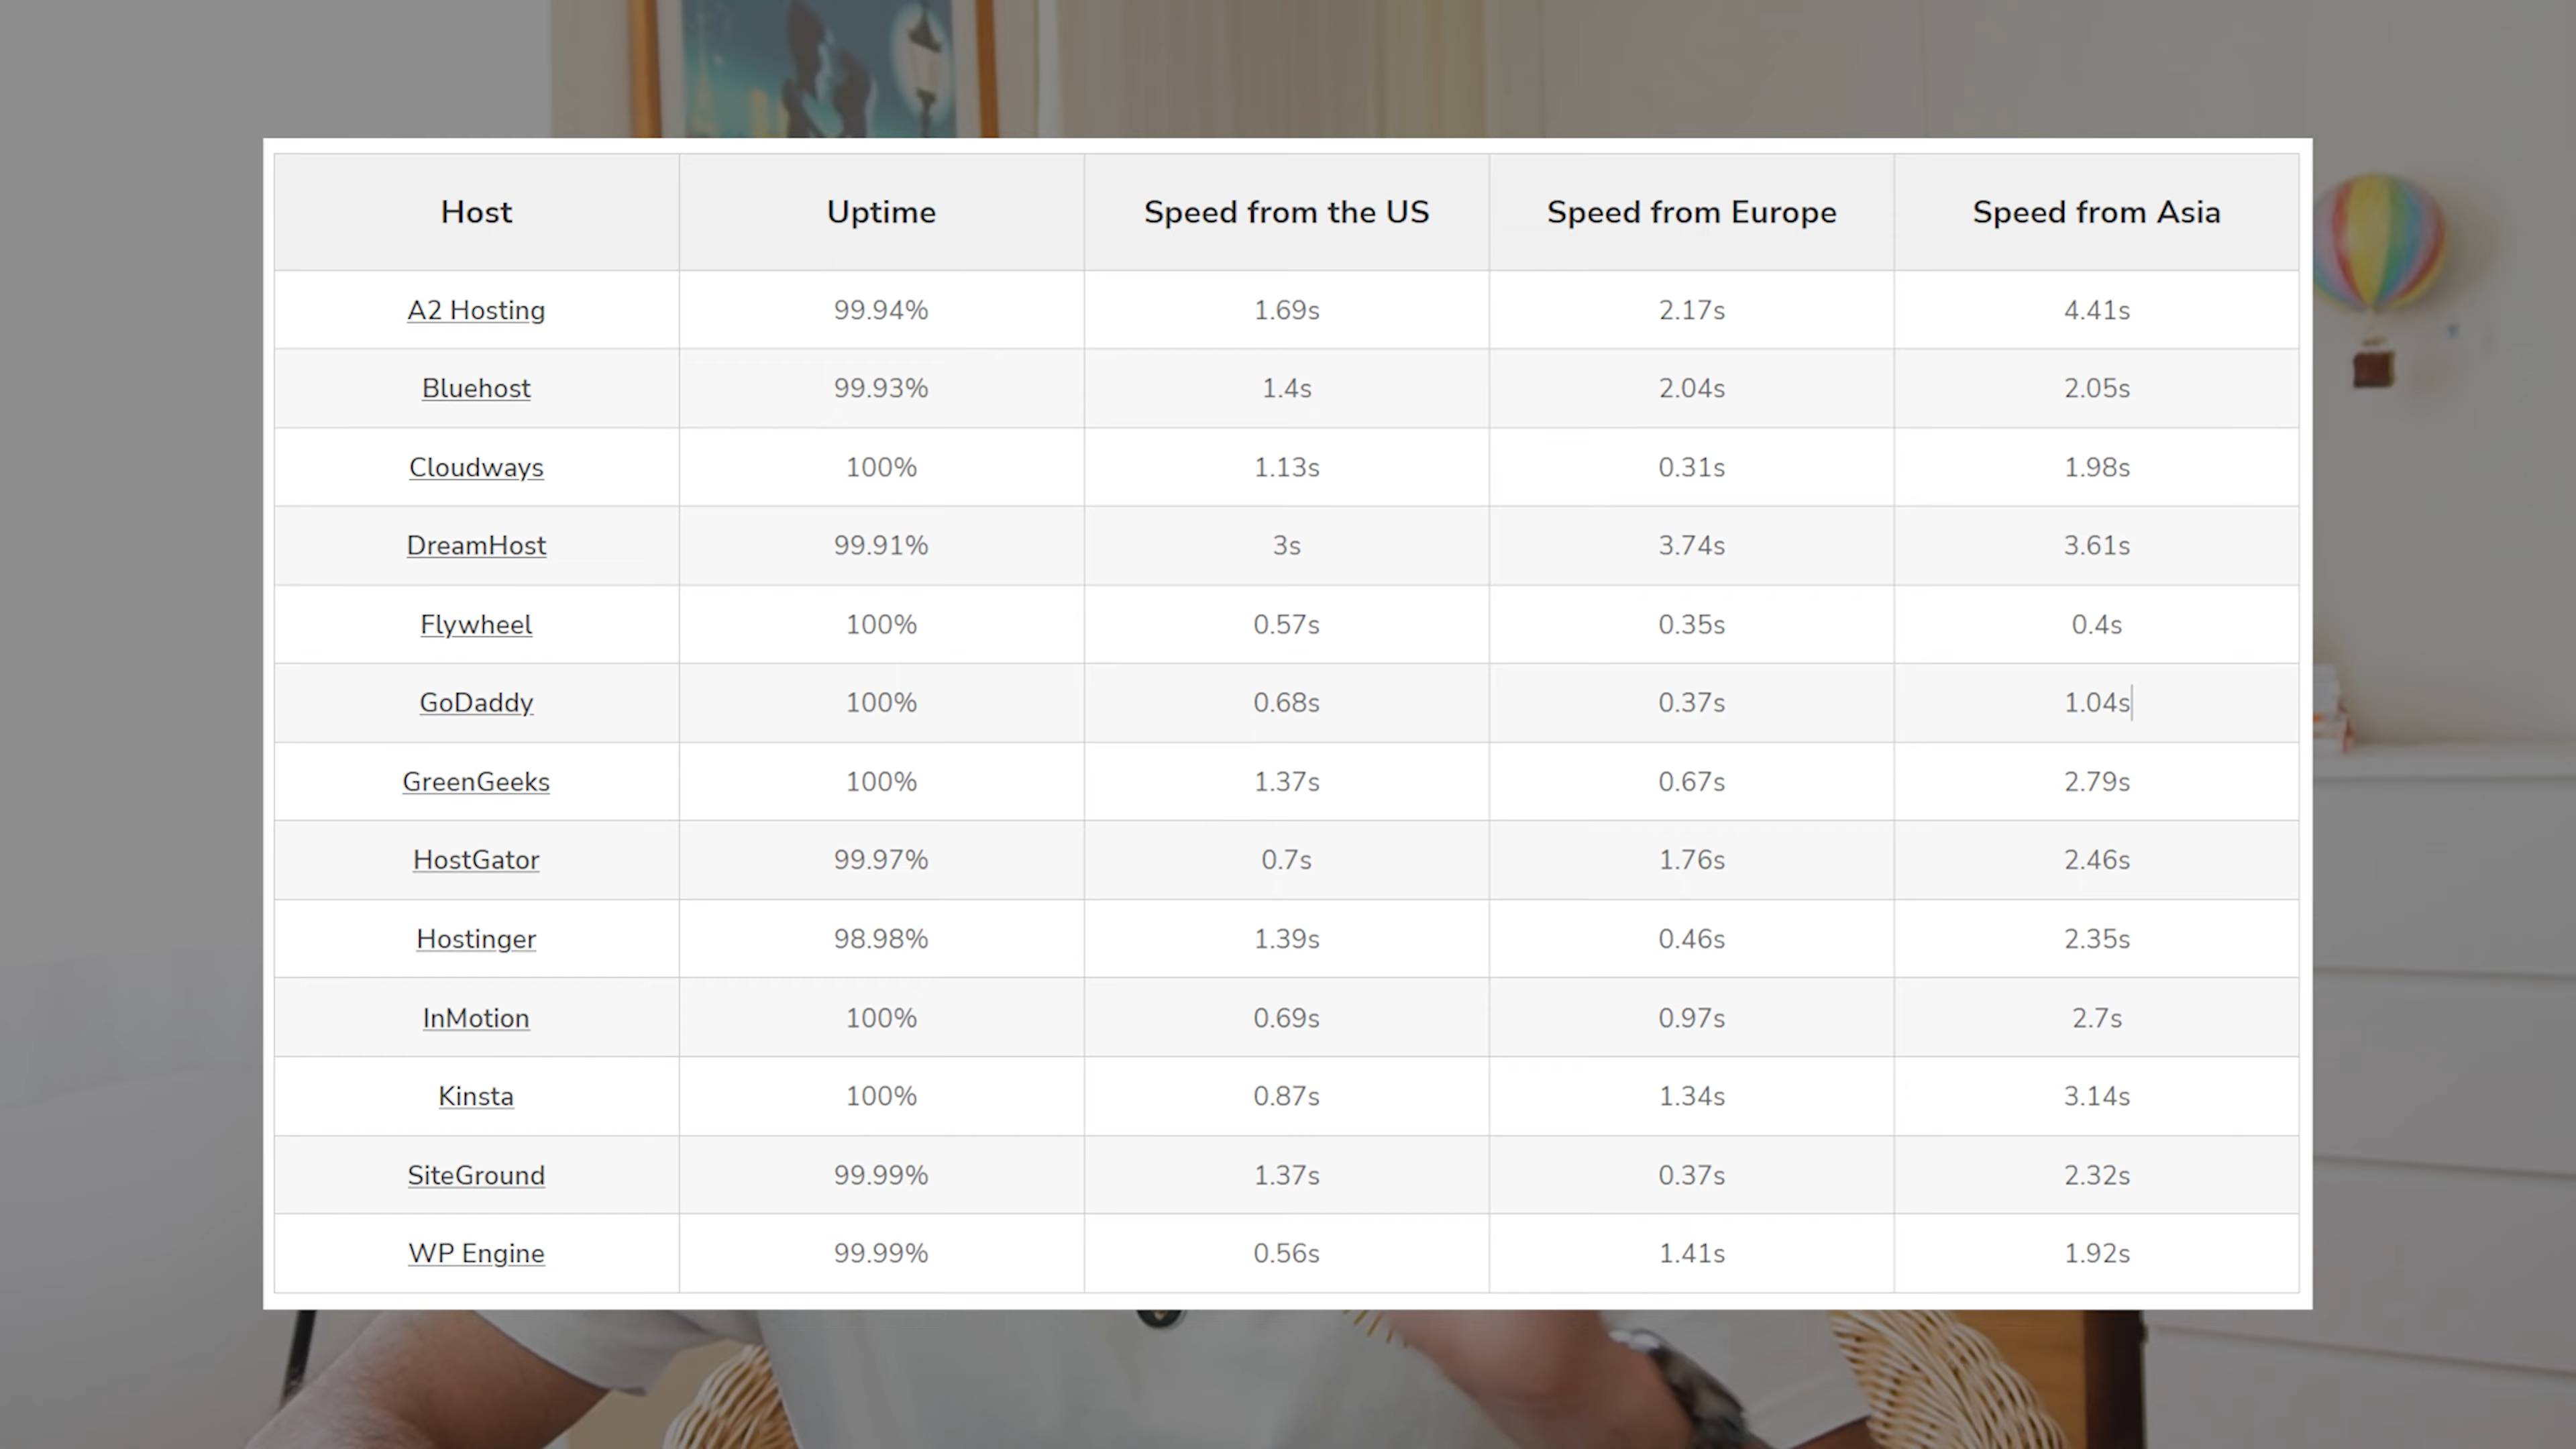 Host Uptime Speed from the US Speed from Europe Speed from Asia
A2 Hosting 99.94% 1.69s 2.17s 4.41s
Bluehost 99.93% 1.4s 2.04s 2.05s
Cloudways 100% 1.13s 0.31s 1.98s
DreamHost 99.91% 3s 3.74s 3.61s
Flywheel 100% 0.57s 0.35s 0.4s
GoDaddy 100% 0.68s 0.37s 1.04s
GreenGeeks 100% 1.37s 0.67s 2.79s
HostGator 99.97% 0.7s 1.76s 2.46s
Hostinger 98.98% 1.39s 0.46s 2.35s
InMotion 100% 0.69s 0.97s 2.7s
Kinsta 100% 0.87s 1.34s 3.14s
SiteGround 99.99% 1.37s 0.37s 2.32s
WP Engine 99.99% 0.56s 1.41s 1.92s